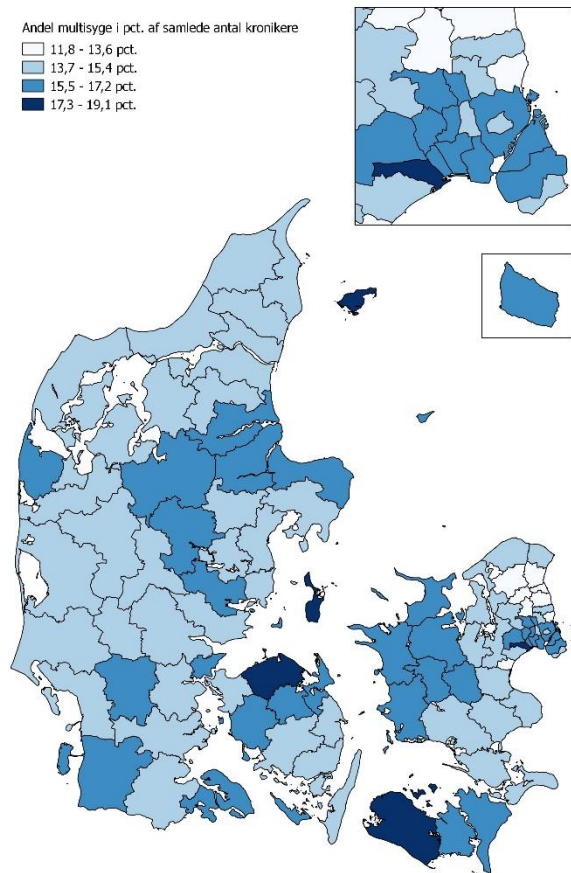 Andel multisyge i pct. af samlede antal kronikere
11,8 - 13,6 pct.
13,7 - 15,4 pct.
15,5 - 17,2 pct.
17,3 - 19,1 pct.